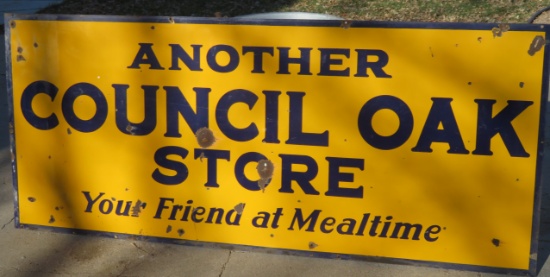 ANOTHER
COUNCIL OAK
STORE
Your Friend at Mealtime